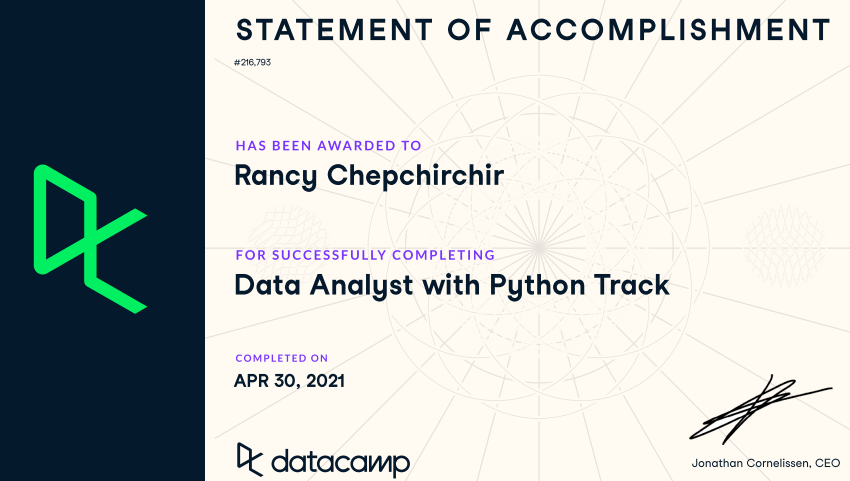 STATEMENT OF ACCOMPLISHMENT
#216,793
HAS BEEN AWARDED TO
Rancy Chepchirchir
FOR SUCCESSFULLY COMPLETING
Data Analyst with Python Track
COMPLETED ON
APR 30, 2021
datacamp
Jonathan Cornelissen, CEO